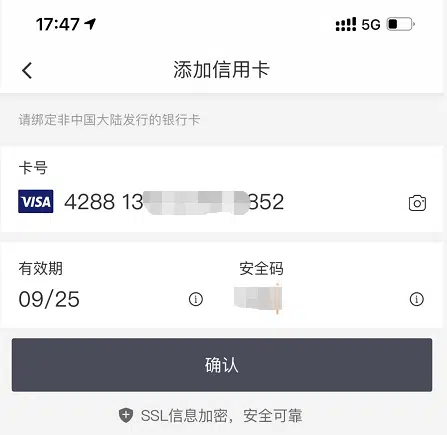 17:47
5G
添加信用卡
请绑定非中国大陆发行的银行卡
卡号
VISA 4288 13 352
有效期
安全码
09/25
确认
SSL信息加密，安全可靠